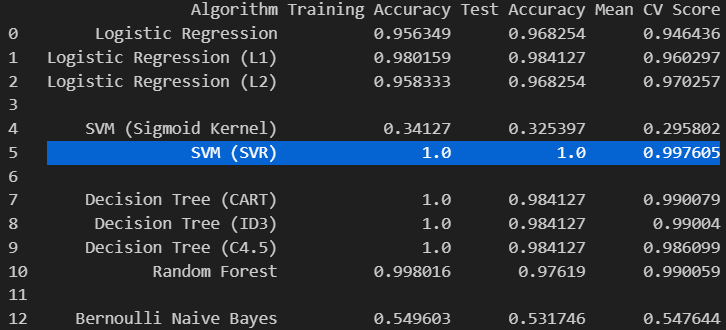 Algorithm Training Accuracy Test Accuracy Mean CV Score
0 Logistic Regression 0.956349 0.968254 0.946436
1 Logistic Regression (L1) 0.980159 0.984127 0.960297
2 Logistic Regression (L2) 0.958333 0.968254 0.970257
3
4 SVM (Sigmoid Kernel) 0.34127 0.325397 0.295802
5 SVM (SVR) 1.0 1.0 0.997605
6
7 Decision Tree (CART) 1.0 0.984127 0.990079
8 Decision Tree (ID3) 1.0 0.984127 0.99004
9 Decision Tree (C4.5) 1.0 0.984127 0.986099
10 Random Forest 0.998016 0.97619 0.990059
11
12 Bernoulli Naive Bayes 0.549603 0.531746 0.547644